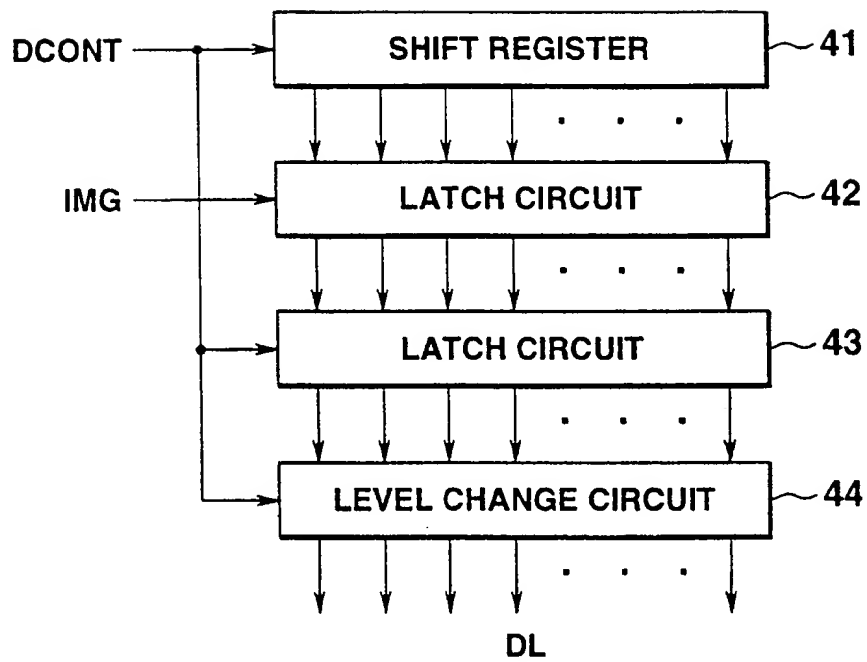 DCONT SHIFT REGISTER 41
IMG LATCH CIRCUIT 42
LATCH CIRCUIT 43
LEVEL CHANGE CIRCUIT 44
DL